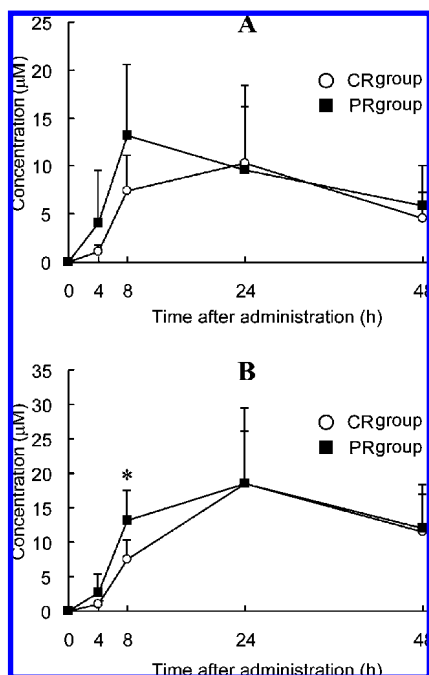 A
Concentration (μM)
25
20
15
10
5
0
CRgroup
PRgroup
0 4 8 24 48
Time after administration (h)
B
Concentration (μM)
35
30
25
20
15
10
5
0
*
CRgroup
PRgroup
0 4 8 24 48
Time after administration (h)